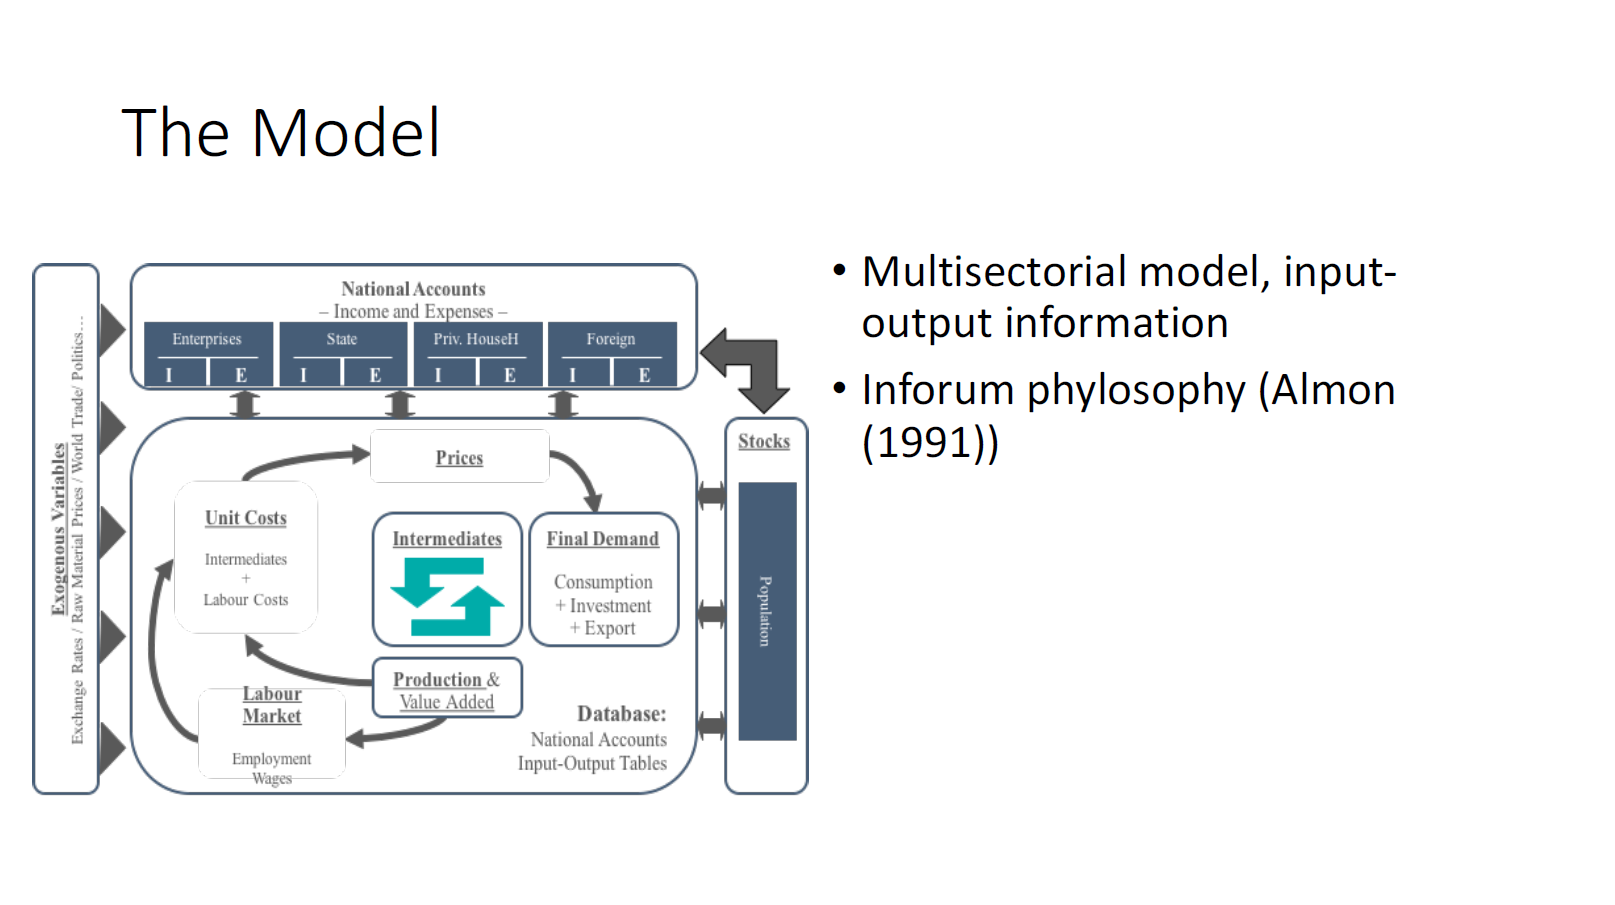 The Model
Exogenous Variables
Exchange Rates / Raw Material Prices / World Trade/ Politics…
National Accounts
– Income and Expenses –
Enterprises
I E
State
I E
Priv. HouseH
I E
Foreign
I E
Prices
Unit Costs
Intermediates
+
Labour Costs
Intermediates
Final Demand
Consumption
+ Investment
+ Export
Production &
Value Added
Labour
Market
Employment
Wages
Database:
National Accounts
Input-Output Tables
Stocks
Population
• Multisectorial model, input-
output information
• Inforum phylosophy (Almon
(1991))